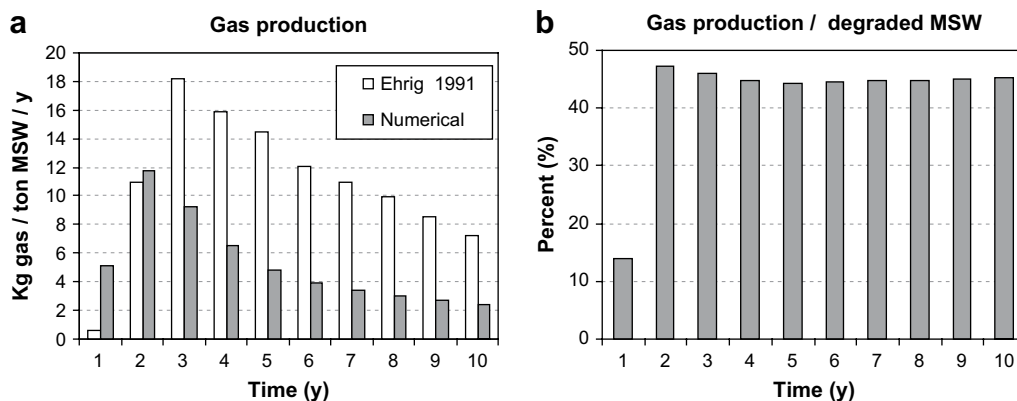 a
Gas production
Kg gas / ton MSW / y
20
18
16
14
12
10
8
6
4
2
0
Ehrig 1991
Numerical
1 2 3 4 5 6 7 8 9 10
Time (y)
b
Gas production / degraded MSW
Percent (%)
50
40
30
20
10
0
1 2 3 4 5 6 7 8 9 10
Time (y)